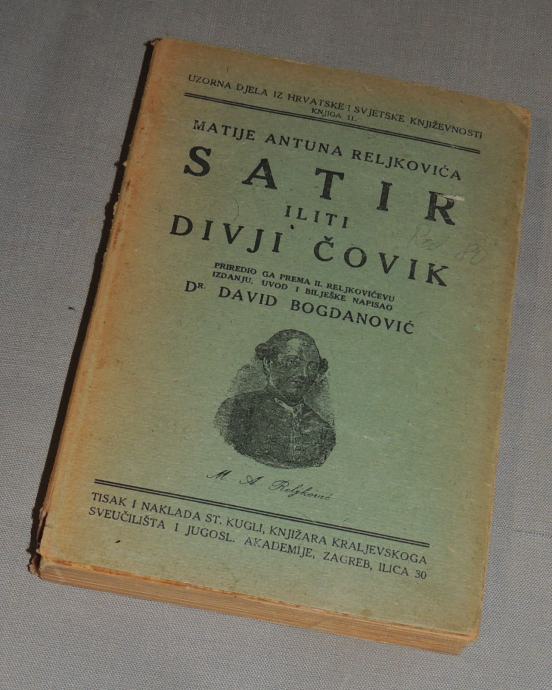 UZORNA DJELA IZ HRVATSKE I SVJETSKE KNJIŽEVNOSTI
KNJIGA II.
MATIJE ANTUNA RELJKOVIĆA
SATIR
ILITI
DIVJI ČOVIK
PRIREDIO GA PREMA II. RELJKOVIĆEVU
IZDANJU, UVOD I BILJEŠKE NAPISAO
DR. DAVID BOGDANOVIĆ
M A Reljković
TISAK I NAKLADA ST. KUGLI, KNJIŽARA KRALJEVSKOGA
SVEUČILIŠTA I JUGOSL. AKADEMIJE, ZAGREB, ILICA 30